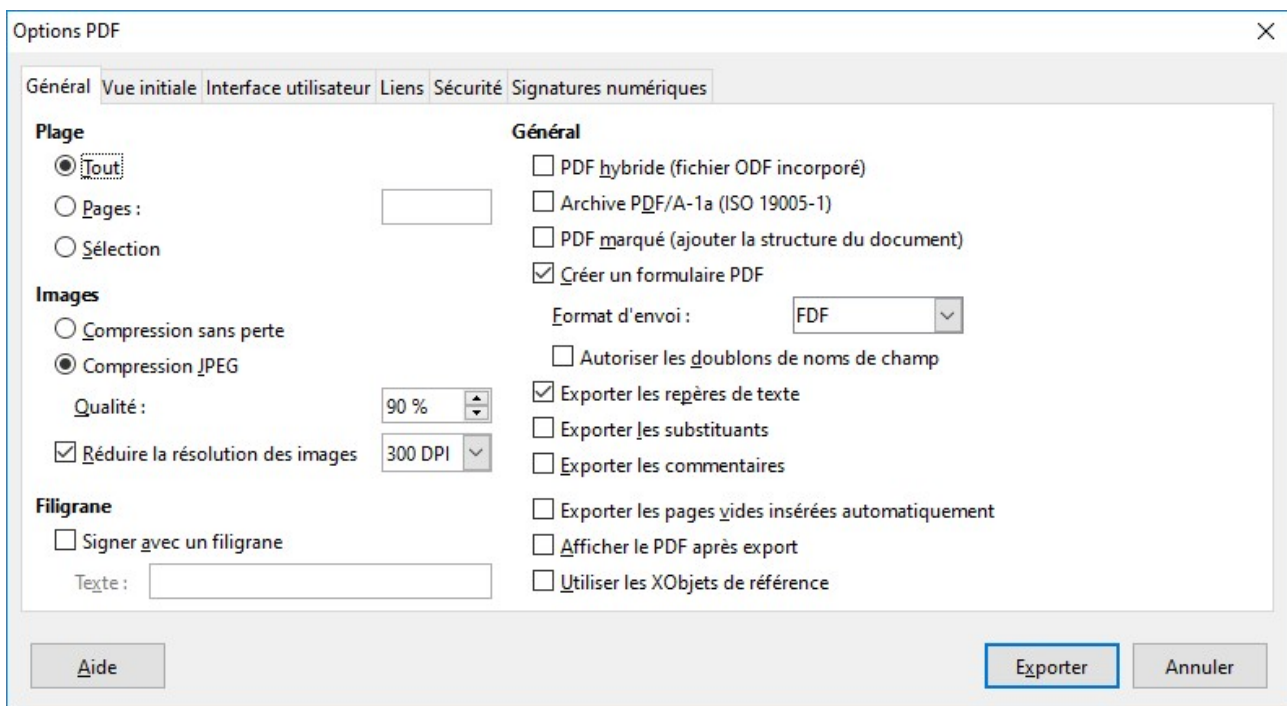 Options PDF
Général Vue initiale Interface utilisateur Liens Sécurité Signatures numériques
Plage
Tout
Pages :
Sélection
Images
Compression sans perte
Compression JPEG
Qualité : 90 %
Réduire la résolution des images 300 DPI
Filigrane
Signer avec un filigrane
Texte :
Général
PDF hybride (fichier ODF incorporé)
Archive PDF/A-1a (ISO 19005-1)
PDF marqué (ajouter la structure du document)
Créer un formulaire PDF
Format d'envoi : FDF
Autoriser les doublons de noms de champ
Exporter les repères de texte
Exporter les substituants
Exporter les commentaires
Exporter les pages vides insérées automatiquement
Afficher le PDF après export
Utiliser les XObjets de référence
Aide Exporter Annuler